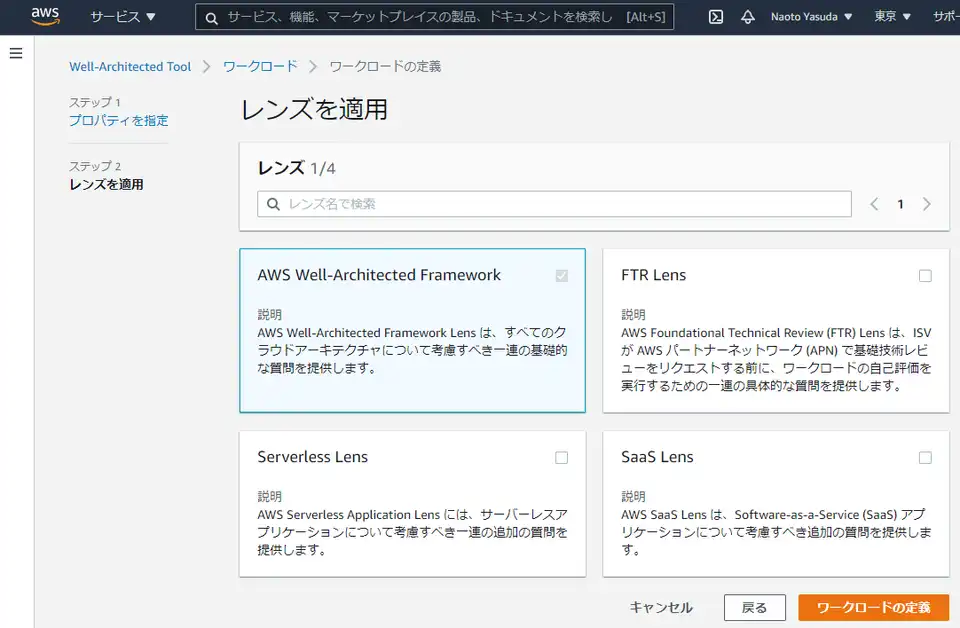 aws
サービス ▼
サービス、機能、マーケットプレイスの製品、ドキュメントを検索し [Alt+S]
Naoto Yasuda ▼
東京 ▼
サポー
Well-Architected Tool > ワークロード > ワークロードの定義
ステップ 1
プロパティを指定
ステップ 2
レンズを適用
レンズを適用
レンズ 1/4
レンズ名で検索
< 1 >
AWS Well-Architected Framework
説明
AWS Well-Architected Framework Lens は、すべてのク
ラウドアーキテクチャについて考慮すべき一連の基礎的
な質問を提供します。
FTR Lens
説明
AWS Foundational Technical Review (FTR) Lens は、ISV
が AWS パートナーネットワーク (APN) で基礎技術レビ
ューをリクエストする前に、ワークロードの自己評価を
実行するための一連の具体的な質問を提供します。
Serverless Lens
説明
AWS Serverless Application Lens には、サーバーレスア
プリケーションについて考慮すべき一連の追加の質問を
提供します。
SaaS Lens
説明
AWS SaaS Lens は、Software-as-a-Service (SaaS) アプ
リケーションについて考慮すべき追加の質問を提供しま
す。
キャンセル
戻る
ワークロードの定義